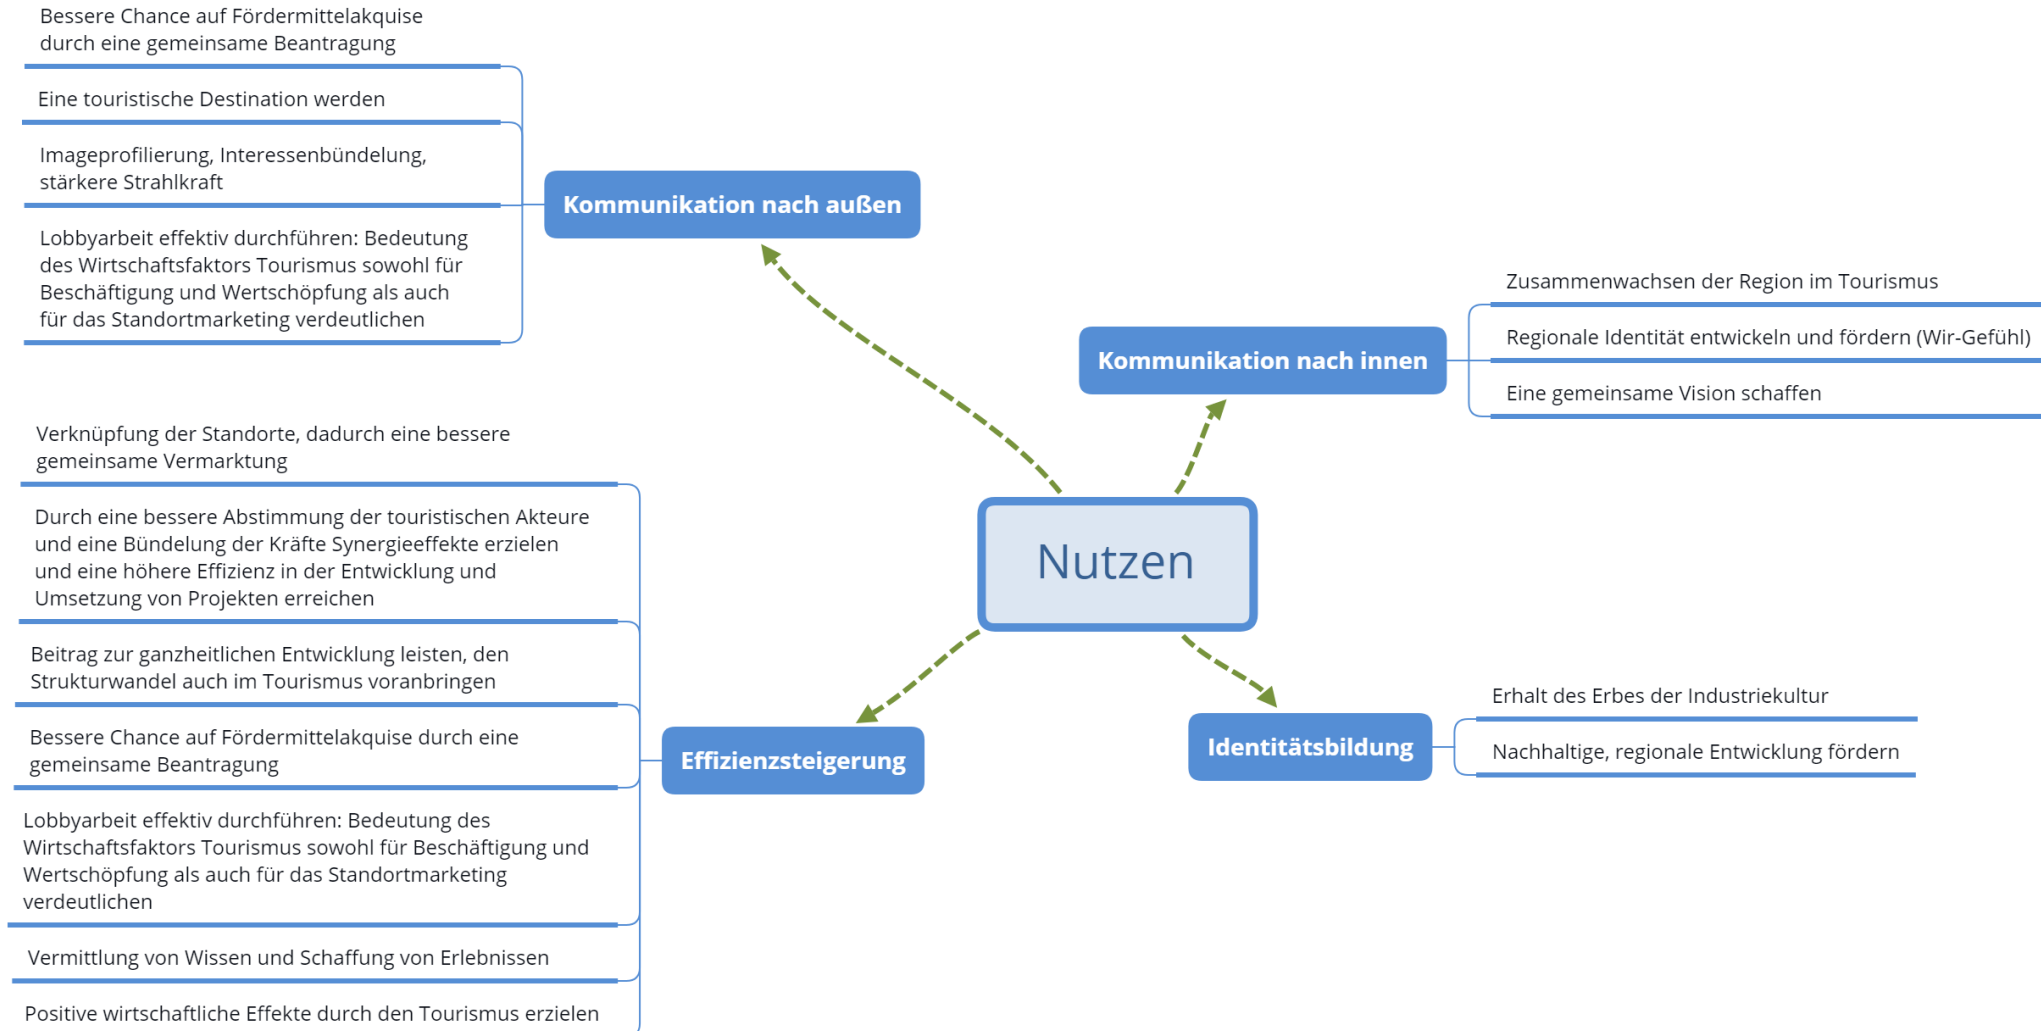 Bessere Chance auf Fördermittelakquise
durch eine gemeinsame Beantragung
Eine touristische Destination werden
Imageprofilierung, Interessenbündelung,
stärkere Strahlkraft
Lobbyarbeit effektiv durchführen: Bedeutung
des Wirtschaftsfaktors Tourismus sowohl für
Beschäftigung und Wertschöpfung als auch
für das Standortmarketing verdeutlichen
Kommunikation nach außen
Kommunikation nach innen
Zusammenwachsen der Region im Tourismus
Regionale Identität entwickeln und fördern (Wir-Gefühl)
Eine gemeinsame Vision schaffen
Nutzen
Verknüpfung der Standorte, dadurch eine bessere
gemeinsame Vermarktung
Durch eine bessere Abstimmung der touristischen Akteure
und eine Bündelung der Kräfte Synergieeffekte erzielen
und eine höhere Effizienz in der Entwicklung und
Umsetzung von Projekten erreichen
Beitrag zur ganzheitlichen Entwicklung leisten, den
Strukturwandel auch im Tourismus voranbringen
Bessere Chance auf Fördermittelakquise durch eine
gemeinsame Beantragung
Lobbyarbeit effektiv durchführen: Bedeutung des
Wirtschaftsfaktors Tourismus sowohl für Beschäftigung und
Wertschöpfung als auch für das Standortmarketing
verdeutlichen
Vermittlung von Wissen und Schaffung von Erlebnissen
Positive wirtschaftliche Effekte durch den Tourismus erzielen
Effizienzsteigerung
Identitätsbildung
Erhalt des Erbes der Industriekultur
Nachhaltige, regionale Entwicklung fördern